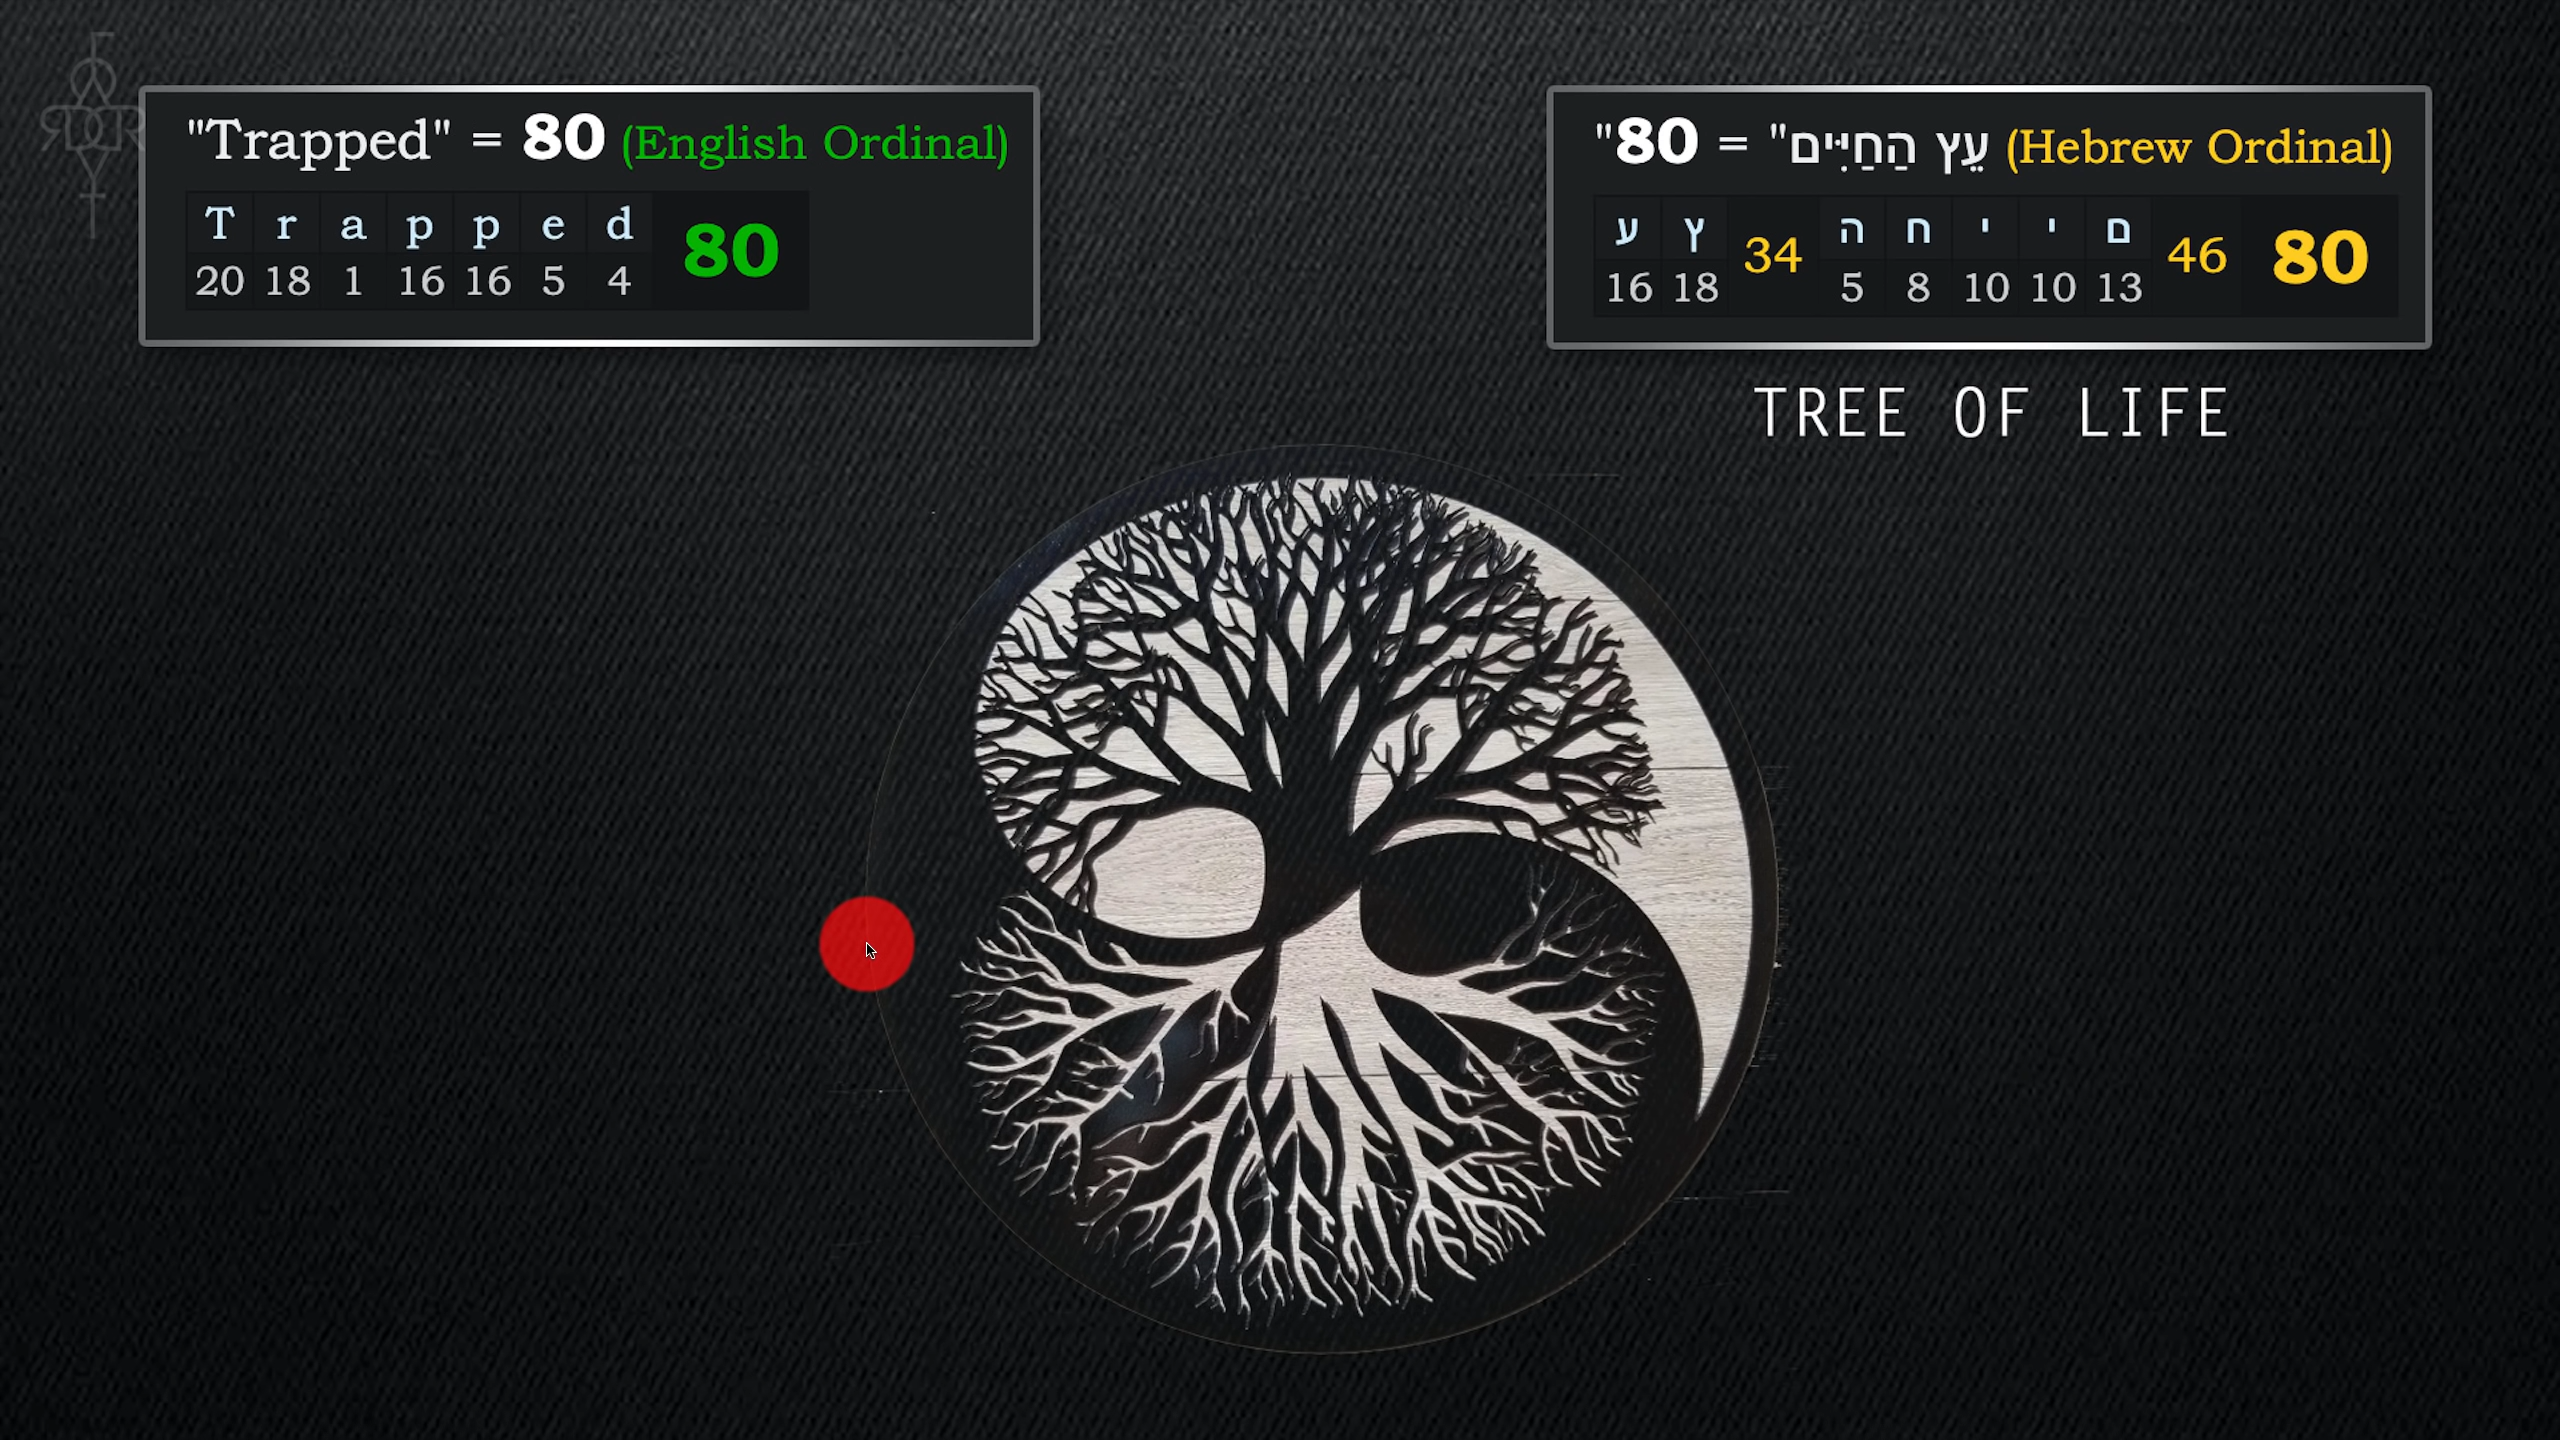 "Trapped" = 80 (English Ordinal)
T r a p p e d 80
20 18 1 16 16 5 4
"80 = "עֵץ הַחַיִּים (Hebrew Ordinal)
ע ץ 34 ה ח י י ם 46 80
16 18 5 8 10 10 13
TREE OF LIFE